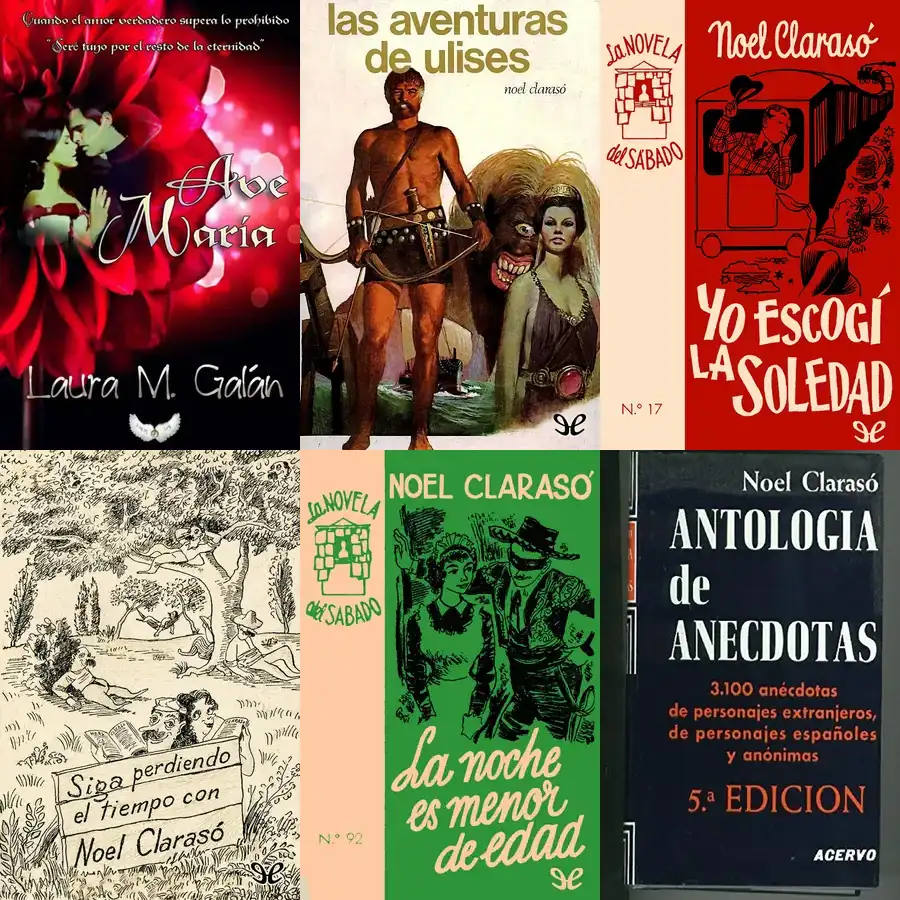 Cuando el amor verdadero supera lo prohibido
"Seré tuyo por el resto de la eternidad"
Ave
María
Laura M. Galán
las aventuras
de ulises
noel clarasó
La NOVELA
del SÁBADO
N.º 17
Noel Clarasó
YO ESCOGÍ
LA
SOLEDAD
Siga perdiendo
el tiempo con
Noel Clarasó
La NOVELA
del SÁBADO
N.º 92
NOEL CLARASÓ
La noche
es menor
de edad
Noel Clarasó
ANTOLOGIA
de
ANECDOTAS
3.100 anécdotas
de personajes extranjeros,
de personajes españoles
y anónimas
5.ª EDICION
ACERVO